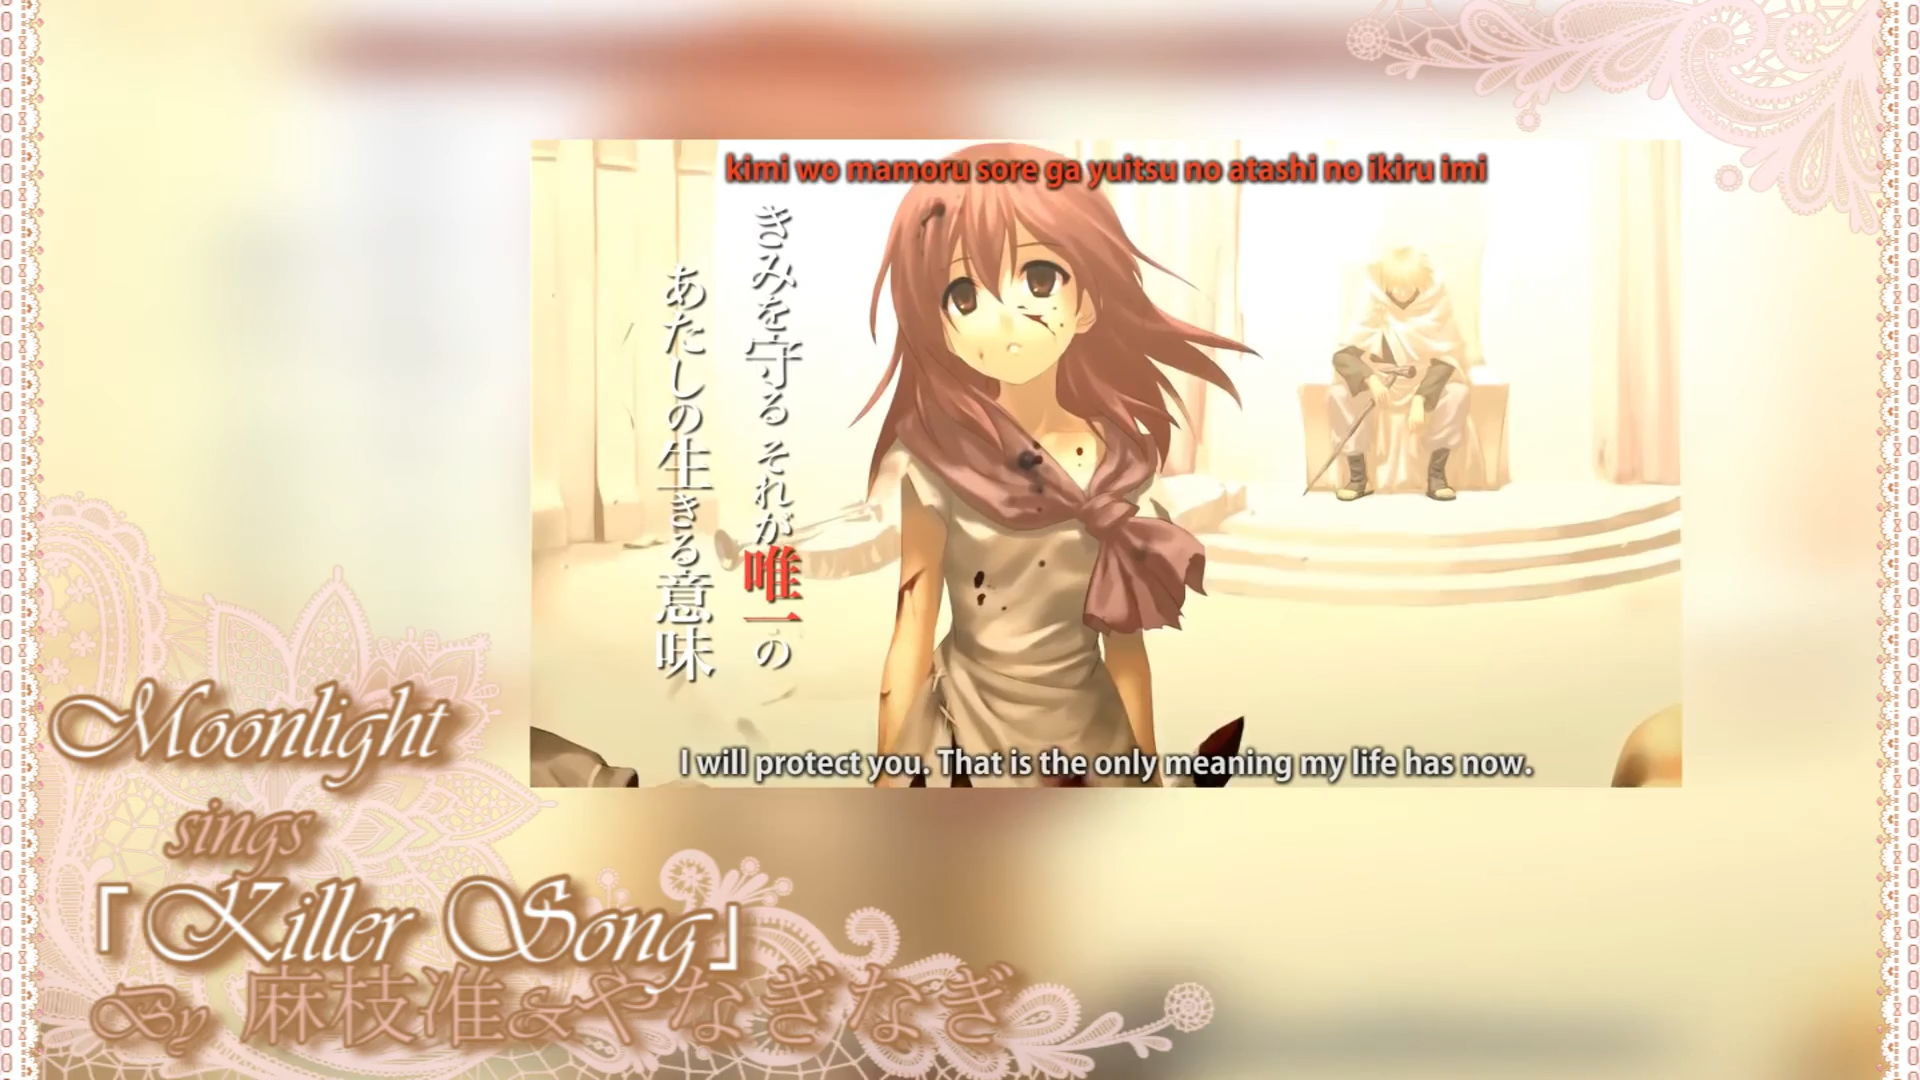 kimi wo mamoru sore ga yuitsu no atashi no ikiru imi
きみを守る それが唯一の
あたしの生きる意味
I will protect you. That is the only meaning my life has now.
Moonlight
sings
「Killer Song」
By 麻枝准&やなぎなぎ